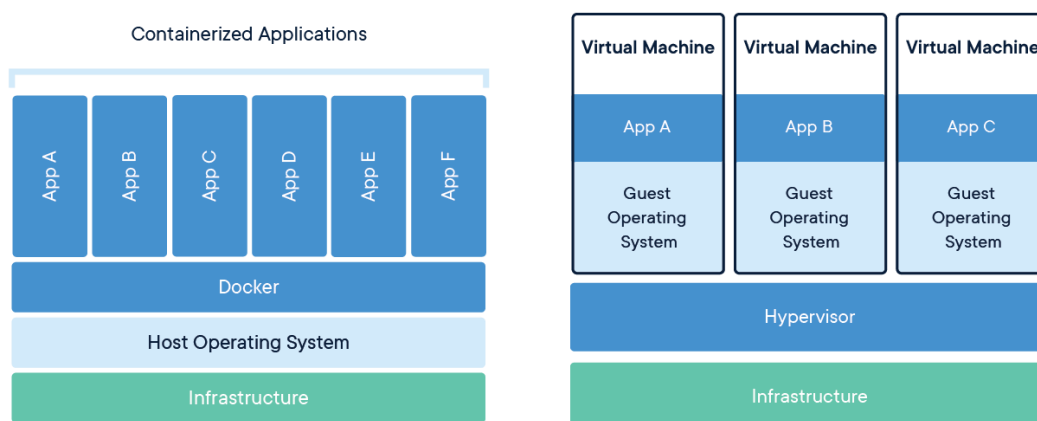 Containerized Applications
App A
App B
App C
App D
App E
App F
Docker
Host Operating System
Infrastructure
Virtual Machine
App A
Guest
Operating
System
Virtual Machine
App B
Guest
Operating
System
Virtual Machine
App C
Guest
Operating
System
Hypervisor
Infrastructure